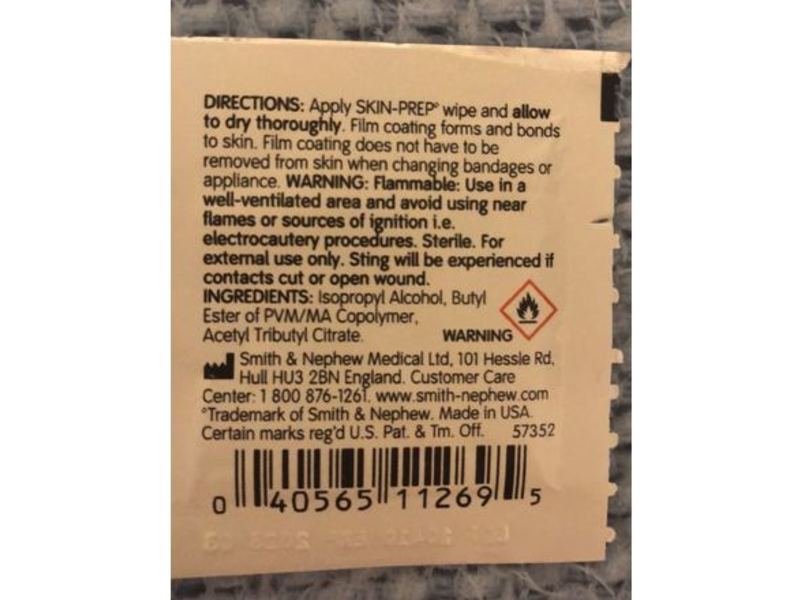 DIRECTIONS: Apply SKIN-PREP® wipe and allow
to dry thoroughly. Film coating forms and bonds
to skin. Film coating does not have to be
removed from skin when changing bandages or
appliance. WARNING: Flammable: Use in a
well-ventilated area and avoid using near
flames or sources of ignition i.e.
electrocautery procedures. Sterile. For
external use only. Sting will be experienced if
contacts cut or open wound.
INGREDIENTS: Isopropyl Alcohol, Butyl
Ester of PVM/MA Copolymer,
Acetyl Tributyl Citrate.
WARNING
Smith & Nephew Medical Ltd, 101 Hessle Rd,
Hull HU3 2BN England. Customer Care
Center: 1 800 876-1261. www.smith-nephew.com
°Trademark of Smith & Nephew. Made in USA.
Certain marks reg'd U.S. Pat. & Tm. Off. 57352
0 40565 11269 5